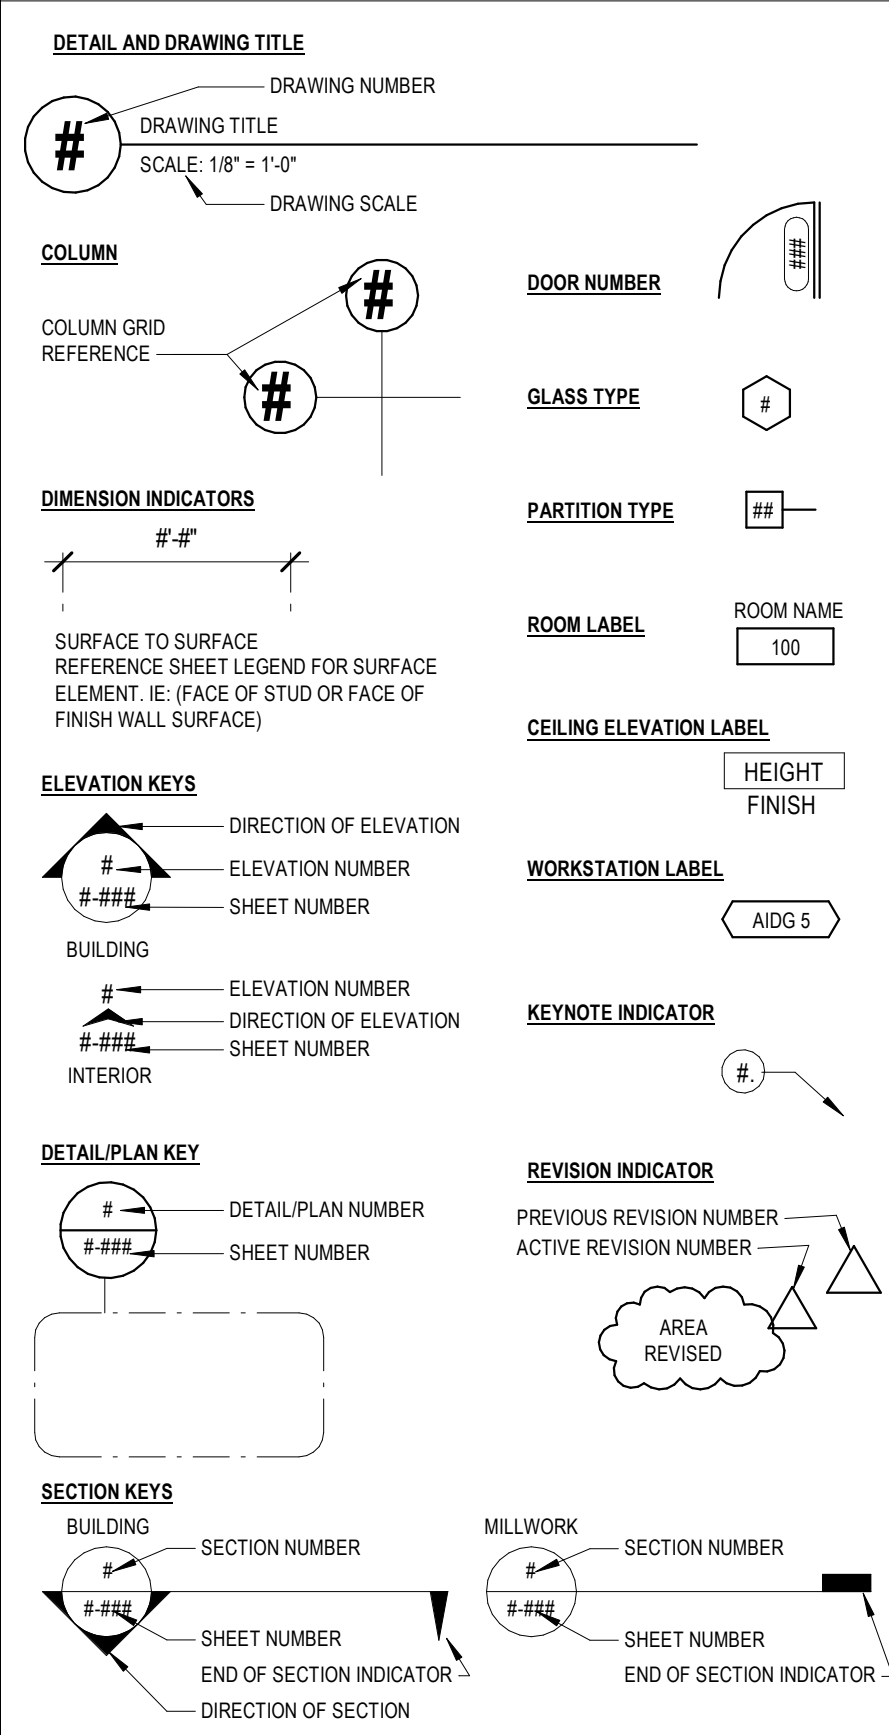 DETAIL AND DRAWING TITLE
DRAWING NUMBER
#
DRAWING TITLE
SCALE: 1/8" = 1'-0"
DRAWING SCALE
COLUMN
#
COLUMN GRID
REFERENCE
#
DIMENSION INDICATORS
#'-#"
SURFACE TO SURFACE
REFERENCE SHEET LEGEND FOR SURFACE
ELEMENT. IE: (FACE OF STUD OR FACE OF
FINISH WALL SURFACE)
ELEVATION KEYS
DIRECTION OF ELEVATION
# ELEVATION NUMBER
#-### SHEET NUMBER
BUILDING
# ELEVATION NUMBER
DIRECTION OF ELEVATION
#-### SHEET NUMBER
INTERIOR
DETAIL/PLAN KEY
# DETAIL/PLAN NUMBER
#-### SHEET NUMBER
DOOR NUMBER
###
GLASS TYPE
#
PARTITION TYPE
##
ROOM LABEL
ROOM NAME
100
CEILING ELEVATION LABEL
HEIGHT
FINISH
WORKSTATION LABEL
AIDG 5
KEYNOTE INDICATOR
#.
REVISION INDICATOR
PREVIOUS REVISION NUMBER
ACTIVE REVISION NUMBER
AREA
REVISED
SECTION KEYS
BUILDING
SECTION NUMBER
#
#-###
SHEET NUMBER
END OF SECTION INDICATOR
DIRECTION OF SECTION
MILLWORK
SECTION NUMBER
#
#-###
SHEET NUMBER
END OF SECTION INDICATOR